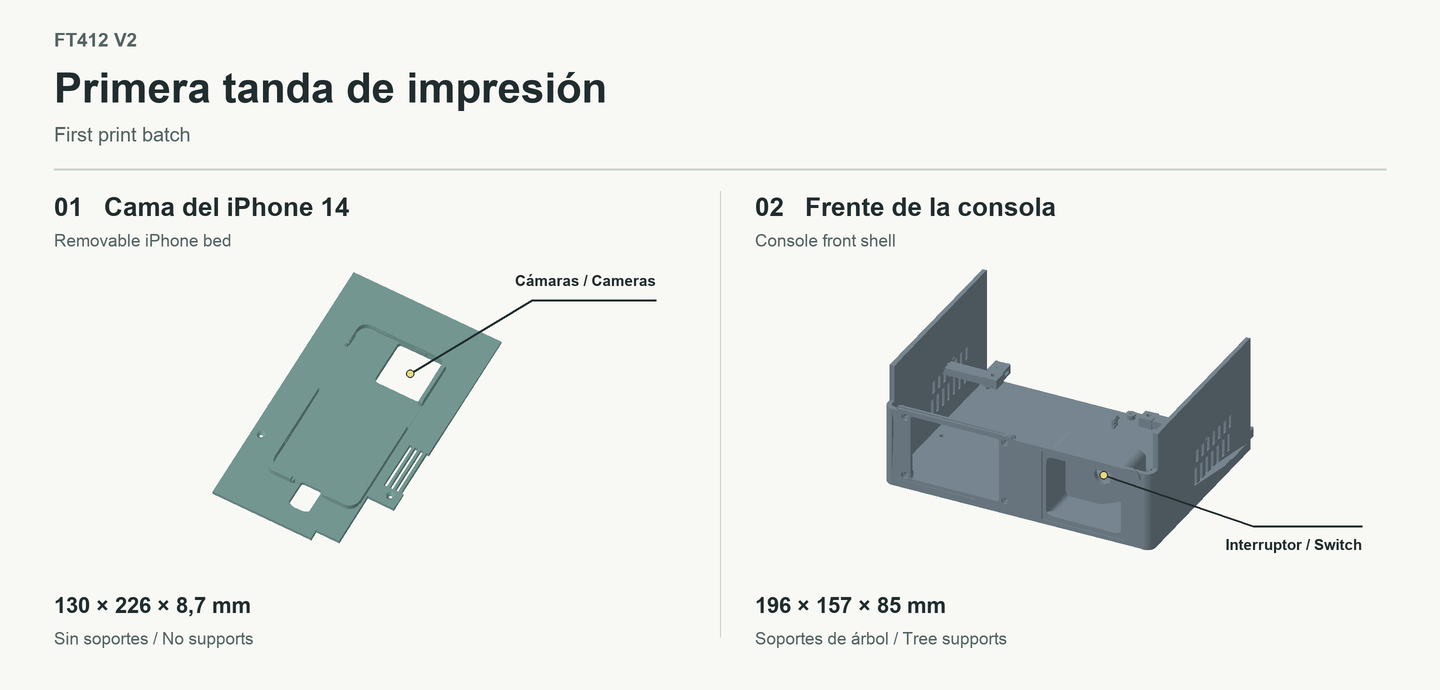 FT412 V2
Primera tanda de impresión
First print batch
01 Cama del iPhone 14
Removable iPhone bed
Cámaras / Cameras
130 × 226 × 8,7 mm
Sin soportes / No supports
02 Frente de la consola
Console front shell
Interruptor / Switch
196 × 157 × 85 mm
Soportes de árbol / Tree supports